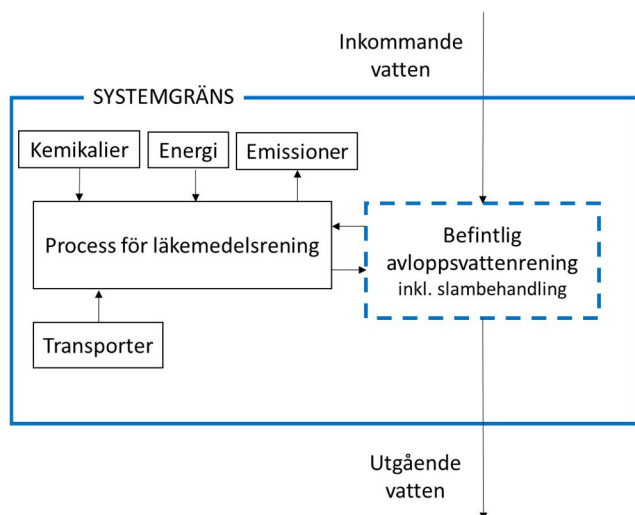 Inkommande
vatten
SYSTEMGRÄNS
Kemikalier
Energi
Emissioner
Process för läkemedelsrening
Befintlig
avloppsvattenrening
inkl. slambehandling
Transporter
Utgående
vatten